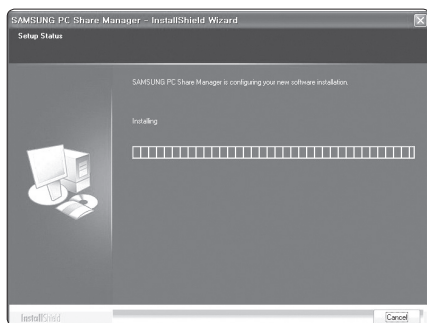 SAMSUNG PC Share Manager - InstallShield Wizard
Setup Status
SAMSUNG PC Share Manager is configuring your new software installation.
Installing
InstallShield
Cancel